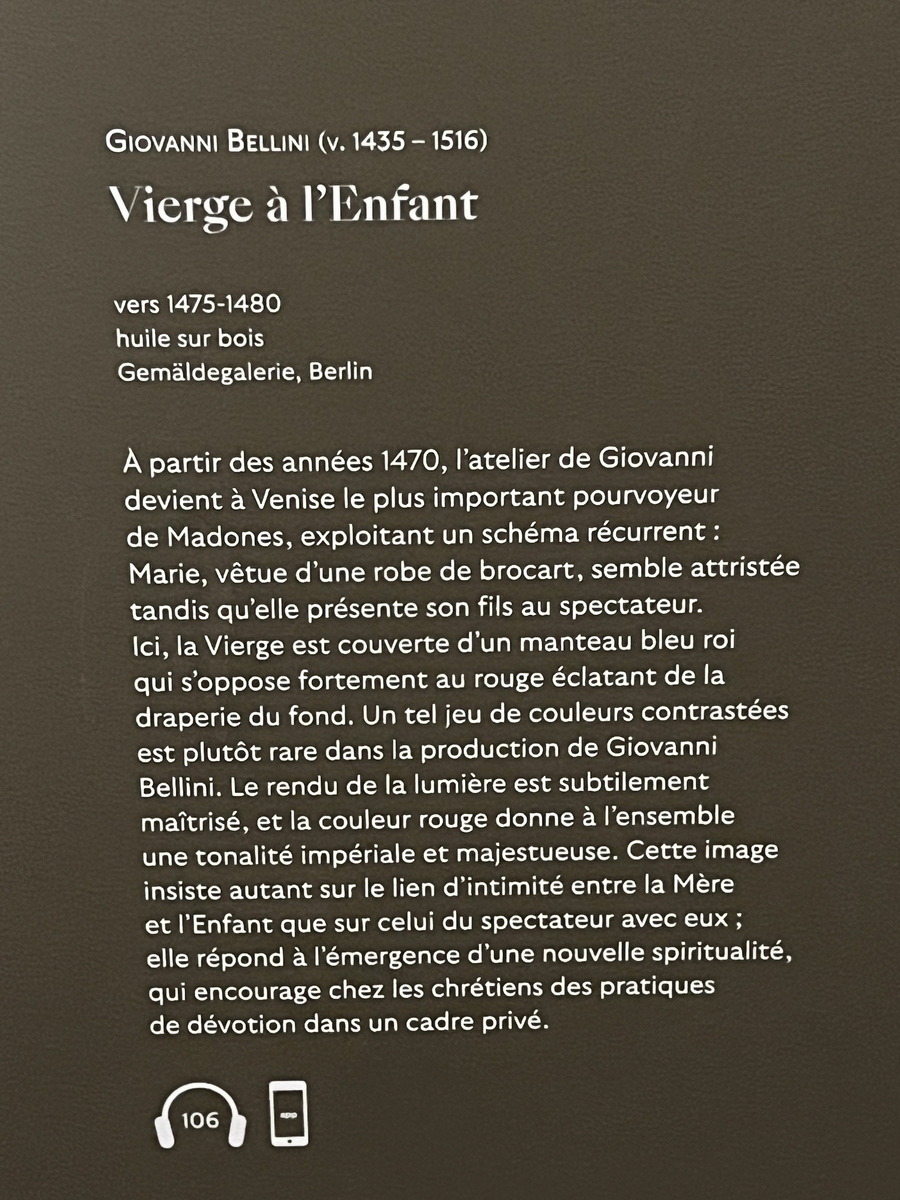 GIOVANNI BELLINI (v. 1435 – 1516)
Vierge à l’Enfant
vers 1475-1480
huile sur bois
Gemäldegalerie, Berlin
À partir des années 1470, l’atelier de Giovanni
devient à Venise le plus important pourvoyeur
de Madones, exploitant un schéma récurrent :
Marie, vêtue d’une robe de brocart, semble attristée
tandis qu’elle présente son fils au spectateur.
Ici, la Vierge est couverte d’un manteau bleu roi
qui s’oppose fortement au rouge éclatant de la
draperie du fond. Un tel jeu de couleurs contrastées
est plutôt rare dans la production de Giovanni
Bellini. Le rendu de la lumière est subtilement
maîtrisé, et la couleur rouge donne à l’ensemble
une tonalité impériale et majestueuse. Cette image
insiste autant sur le lien d’intimité entre la Mère
et l’Enfant que sur celui du spectateur avec eux ;
elle répond à l’émergence d’une nouvelle spiritualité,
qui encourage chez les chrétiens des pratiques
de dévotion dans un cadre privé.
106 app